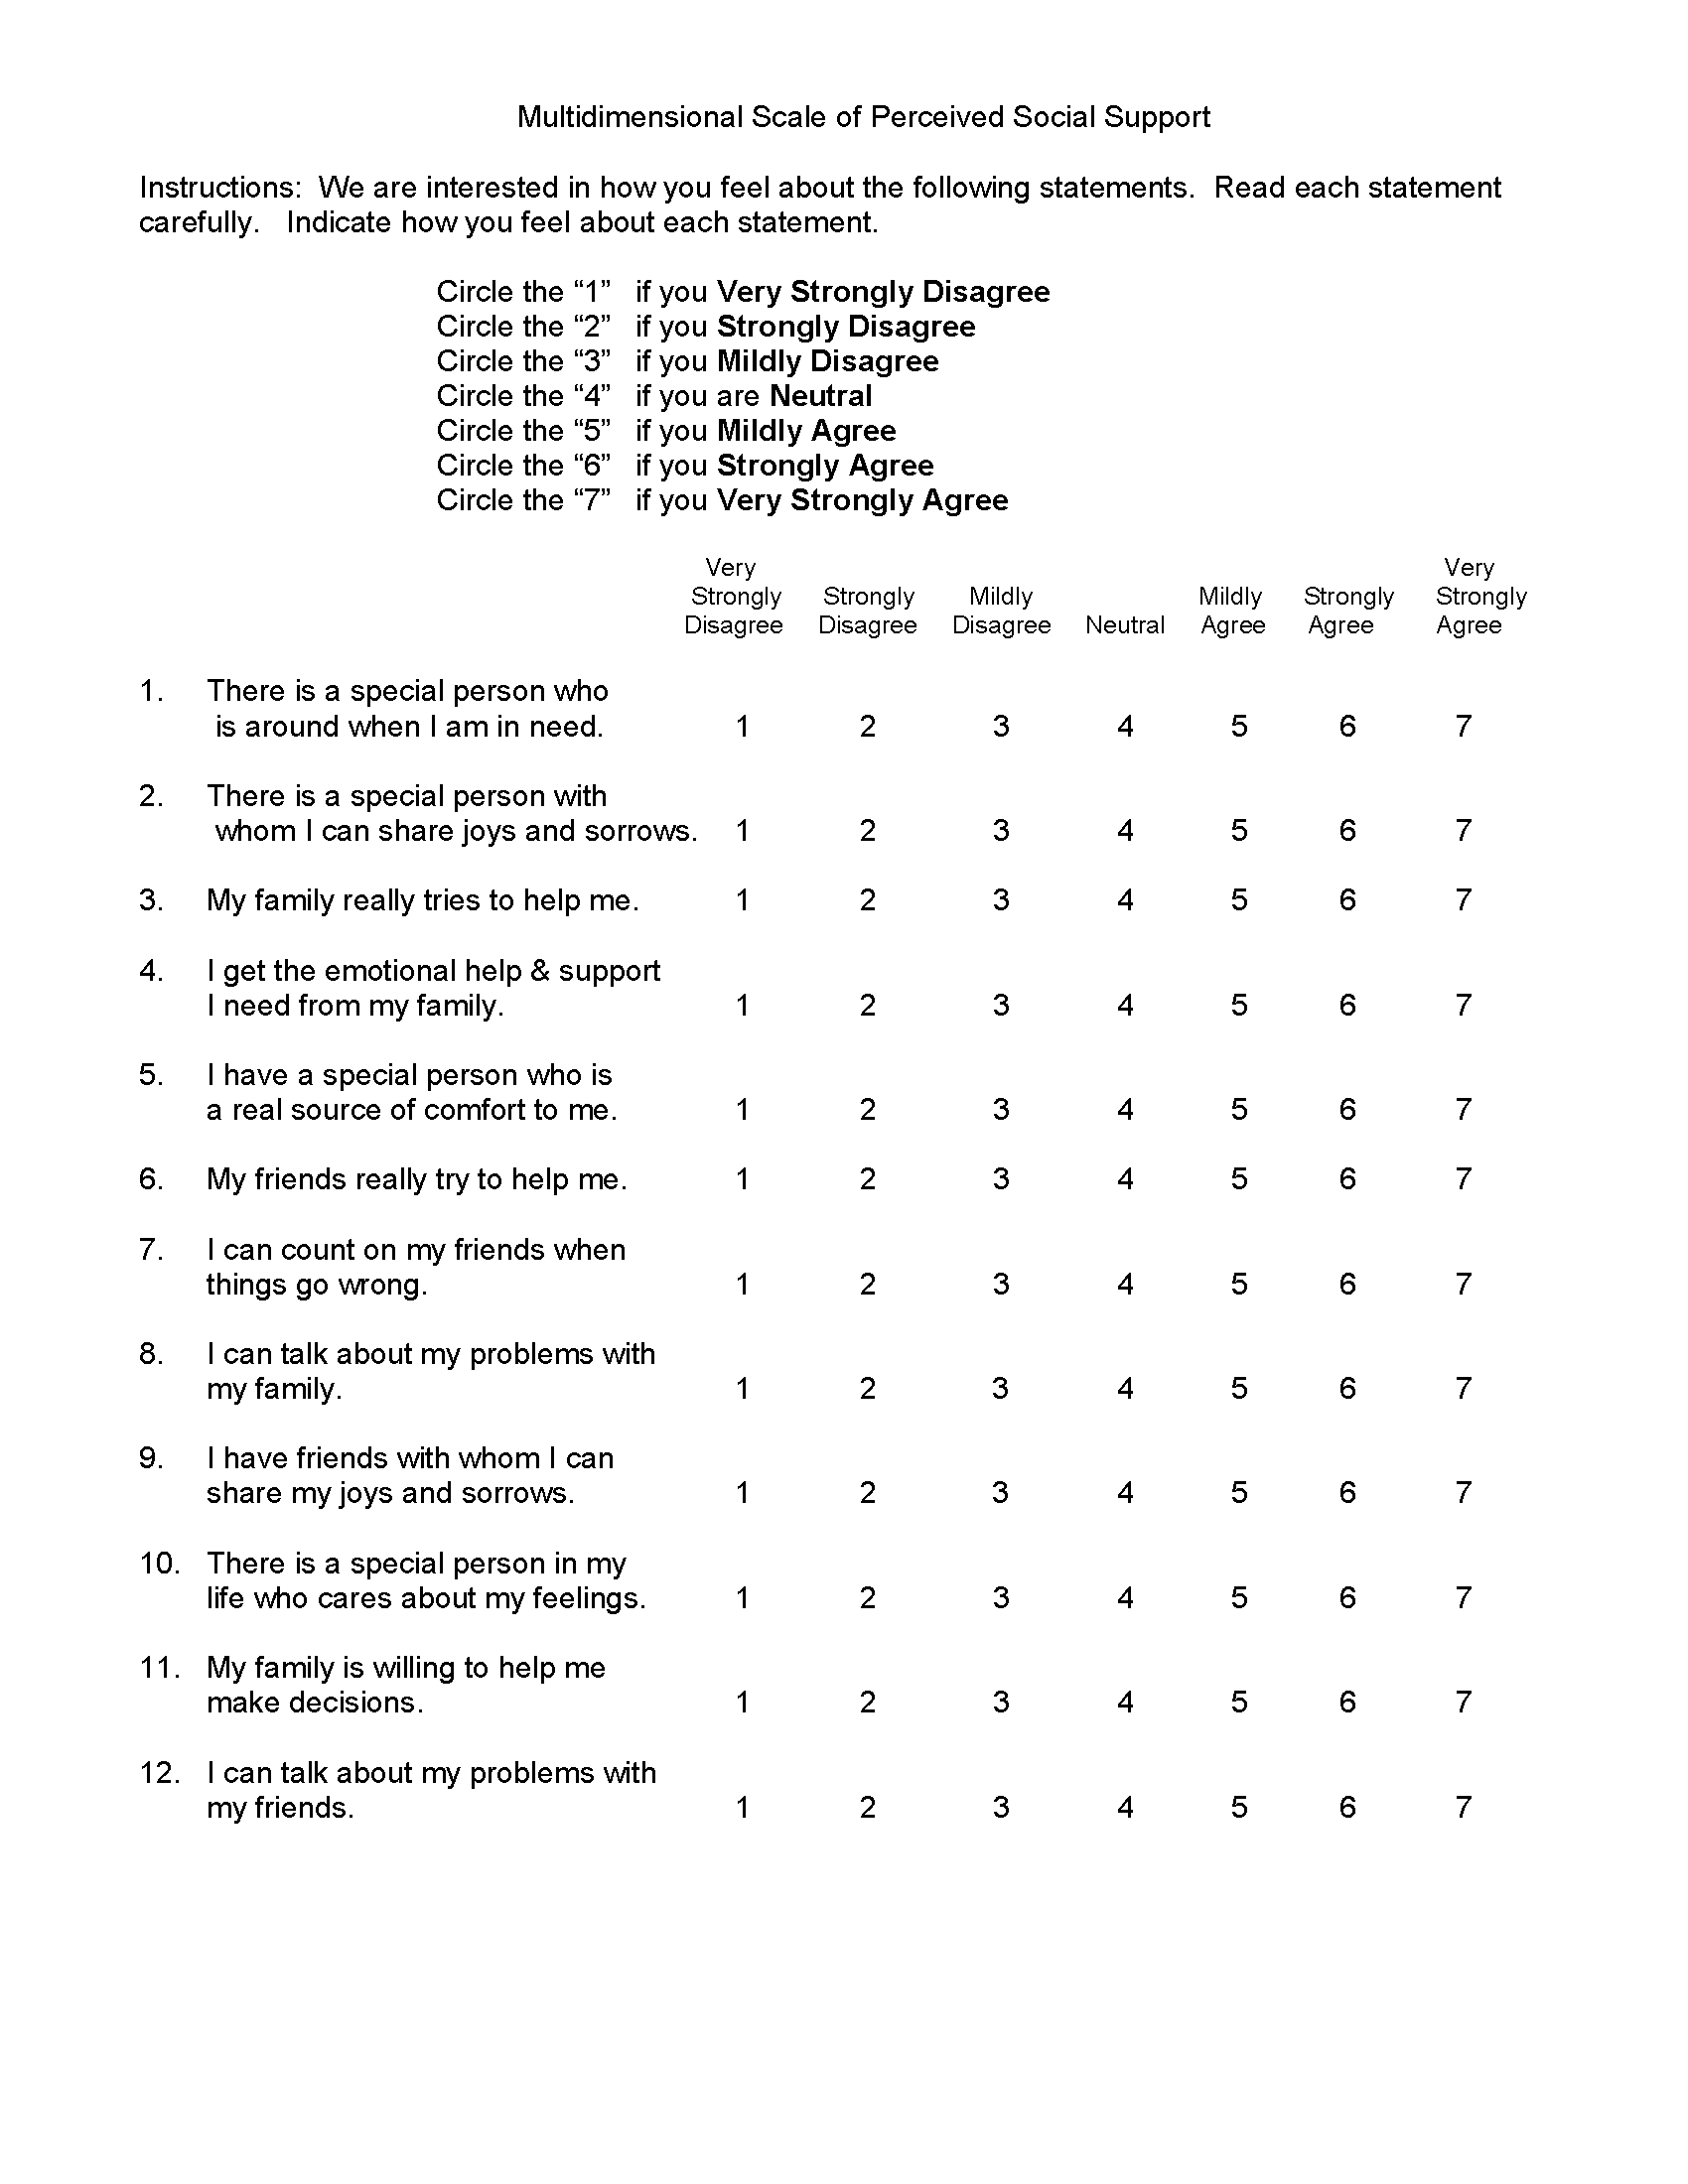 Multidimensional Scale of Perceived Social Support
Instructions: We are interested in how you feel about the following statements. Read each statement
carefully. Indicate how you feel about each statement.
Circle the “1” if you Very Strongly Disagree
Circle the “2” if you Strongly Disagree
Circle the “3” if you Mildly Disagree
Circle the “4” if you are Neutral
Circle the “5” if you Mildly Agree
Circle the “6” if you Strongly Agree
Circle the “7” if you Very Strongly Agree
Very Very
Strongly Strongly Mildly Mildly Strongly Strongly
Disagree Disagree Disagree Neutral Agree Agree Agree
1. There is a special person who
is around when I am in need. 1 2 3 4 5 6 7
2. There is a special person with
whom I can share joys and sorrows. 1 2 3 4 5 6 7
3. My family really tries to help me. 1 2 3 4 5 6 7
4. I get the emotional help & support
I need from my family. 1 2 3 4 5 6 7
5. I have a special person who is
a real source of comfort to me. 1 2 3 4 5 6 7
6. My friends really try to help me. 1 2 3 4 5 6 7
7. I can count on my friends when
things go wrong. 1 2 3 4 5 6 7
8. I can talk about my problems with
my family. 1 2 3 4 5 6 7
9. I have friends with whom I can
share my joys and sorrows. 1 2 3 4 5 6 7
10. There is a special person in my
life who cares about my feelings. 1 2 3 4 5 6 7
11. My family is willing to help me
make decisions. 1 2 3 4 5 6 7
12. I can talk about my problems with
my friends. 1 2 3 4 5 6 7